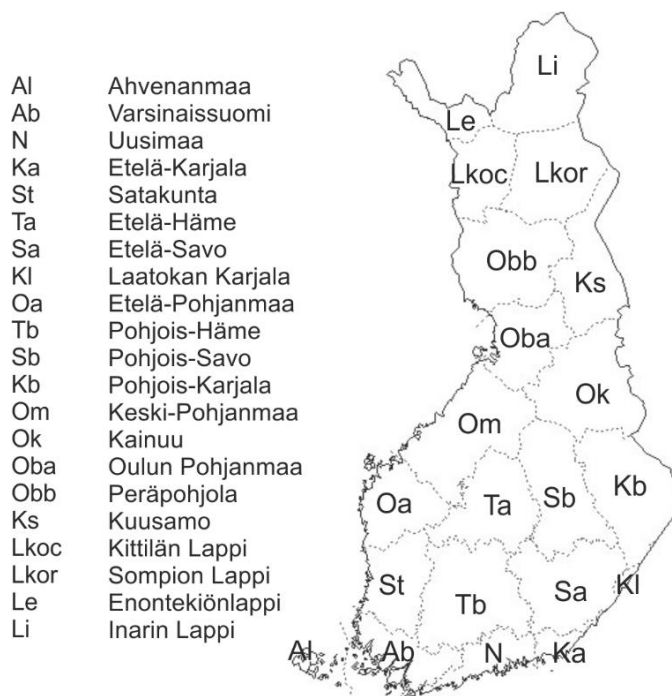 Al Ahvenanmaa
Ab Varsinaissuomi
N Uusimaa
Ka Etelä-Karjala
St Satakunta
Ta Etelä-Häme
Sa Etelä-Savo
Kl Laatokan Karjala
Oa Etelä-Pohjanmaa
Tb Pohjois-Häme
Sb Pohjois-Savo
Kb Pohjois-Karjala
Om Keski-Pohjanmaa
Ok Kainuu
Oba Oulun Pohjanmaa
Obb Peräpohjola
Ks Kuusamo
Lkoc Kittilän Lappi
Lkor Sompion Lappi
Le Enontekiönlappi
Li Inarin Lappi
Li
Le
Lkoc Lkor
Obb
Ks
Oba
Ok
Om
Oa Ta Sb Kb
St Tb Sa Kl
Al Ab N Ka